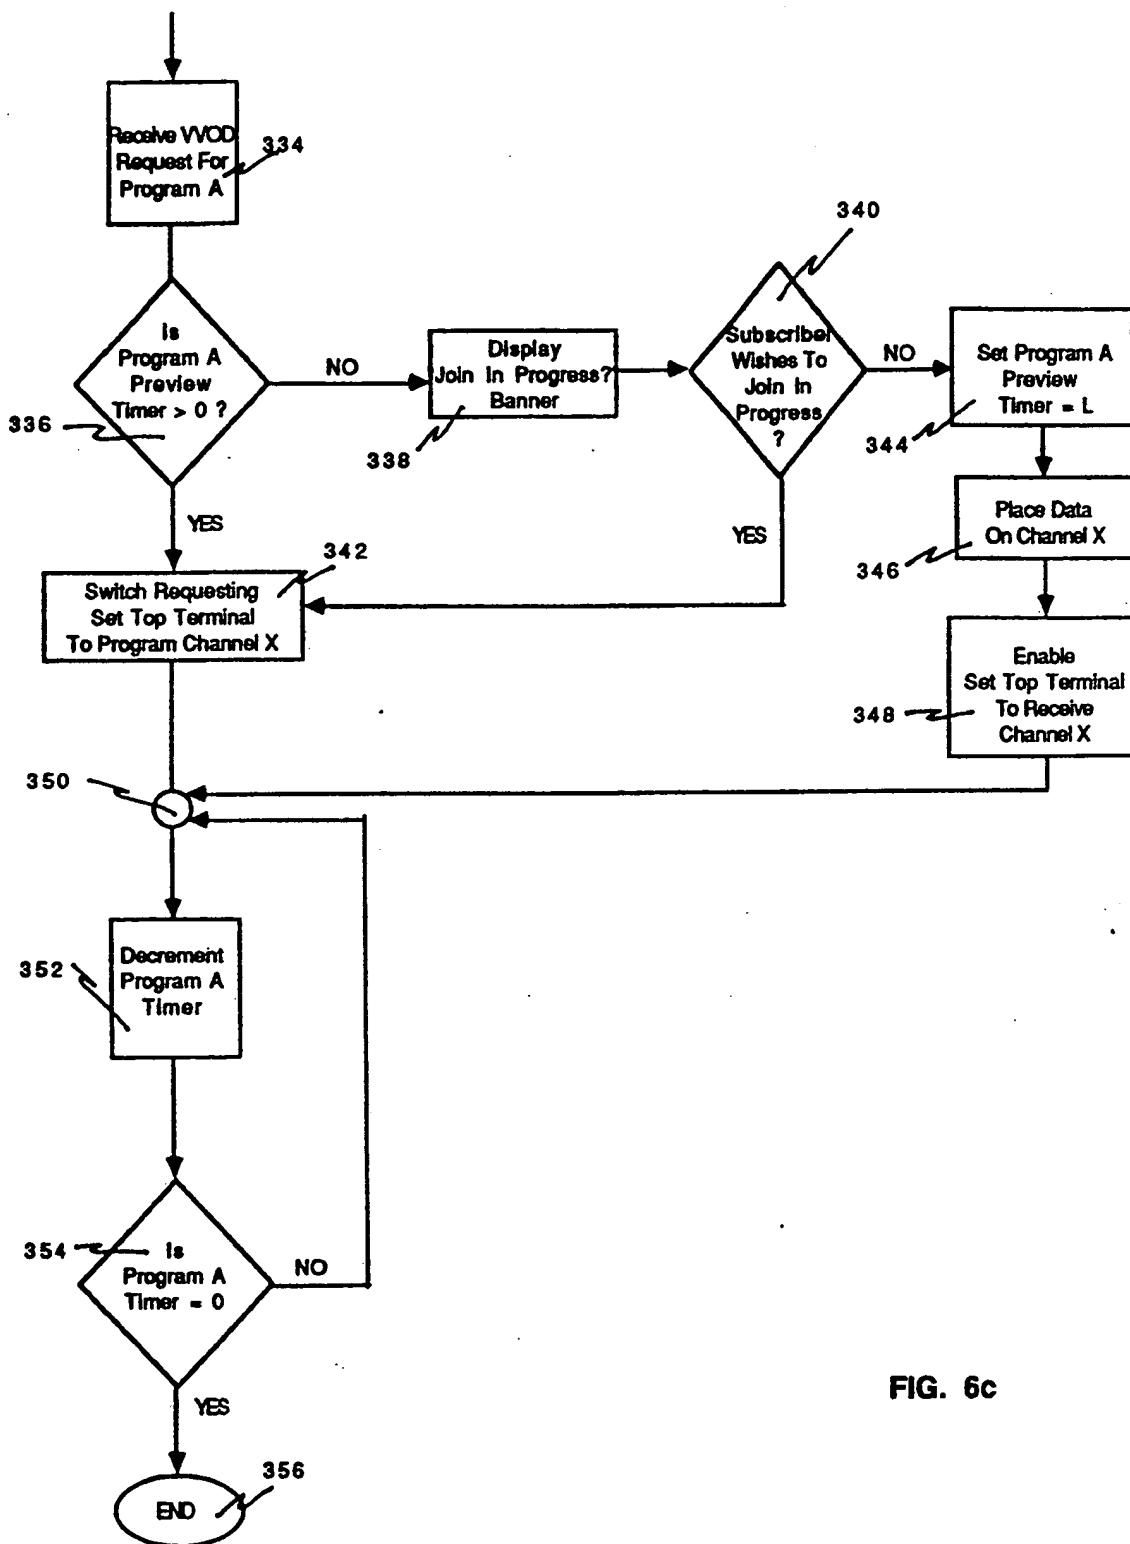 Receive VVOD
Request For
Program A
334
Is
Program A
Preview
Timer > 0 ?
336
NO
Display
Join In Progress?
Banner
338
340
Subscriber
Wishes To
Join In
Progress
?
NO
Set Program A
Preview
Timer = L
344
YES
YES
Place Data
On Channel X
346
342
Switch Requesting
Set Top Terminal
To Program Channel X
Enable
Set Top Terminal
To Receive
Channel X
348
350
Decrement
Program A
Timer
352
354
Is
Program A
Timer = 0
NO
YES
FIG. 6c
356
END